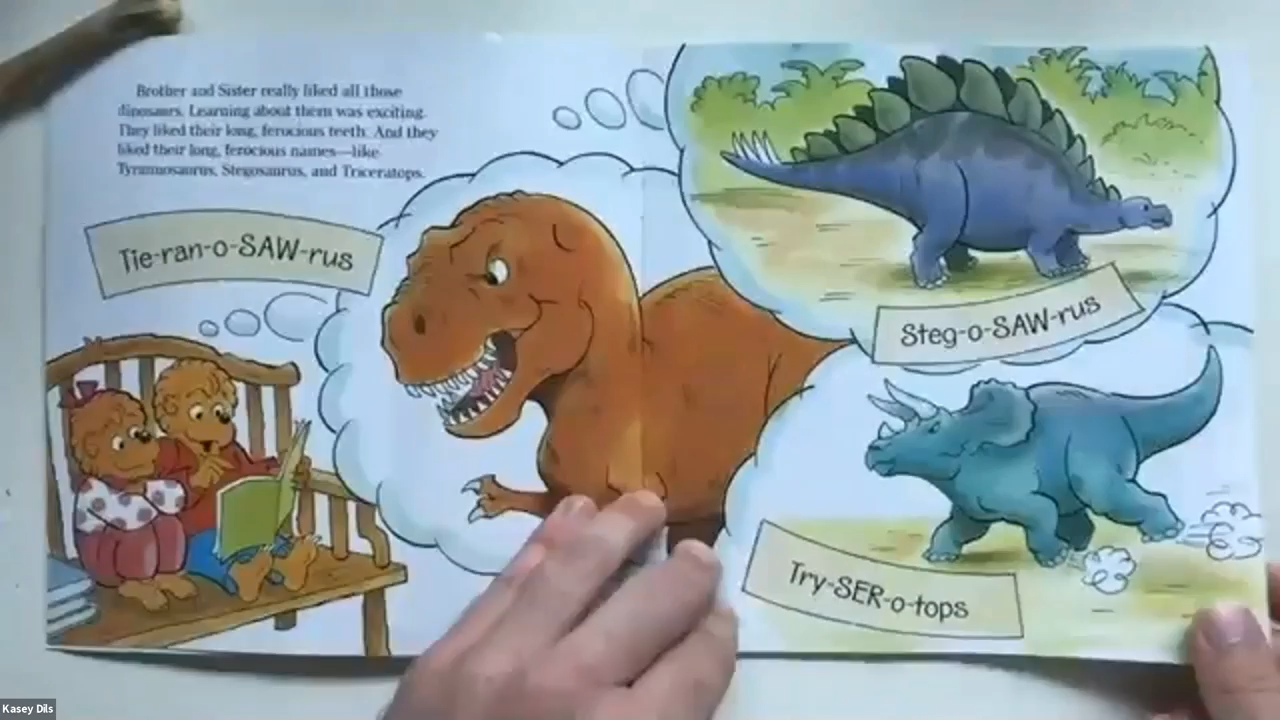 Brother and Sister really liked all those
dinosaurs. Learning about them was exciting.
They liked their long, ferocious teeth. And they
liked their long, ferocious names—like
Tyrannosaurus, Stegosaurus, and Triceratops.
Tie-ran-o-SAW-rus
Steg-o-SAW-rus
Try-SER-o-tops
Kasey Dils